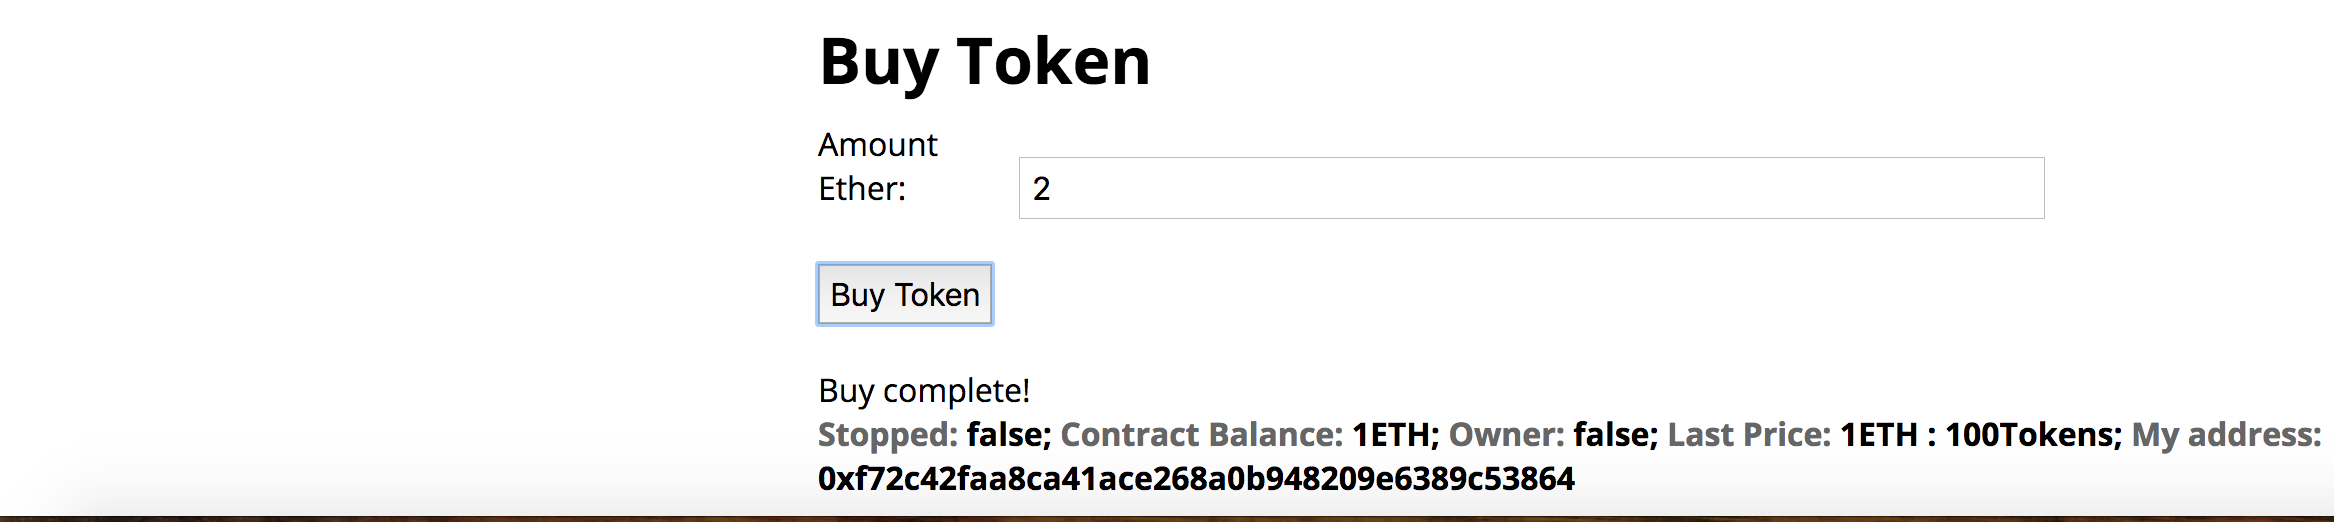 Buy Token
Amount
Ether:
2
Buy Token
Buy complete!
Stopped: false; Contract Balance: 1ETH; Owner: false; Last Price: 1ETH : 100Tokens; My address:
0xf72c42faa8ca41ace268a0b948209e6389c53864